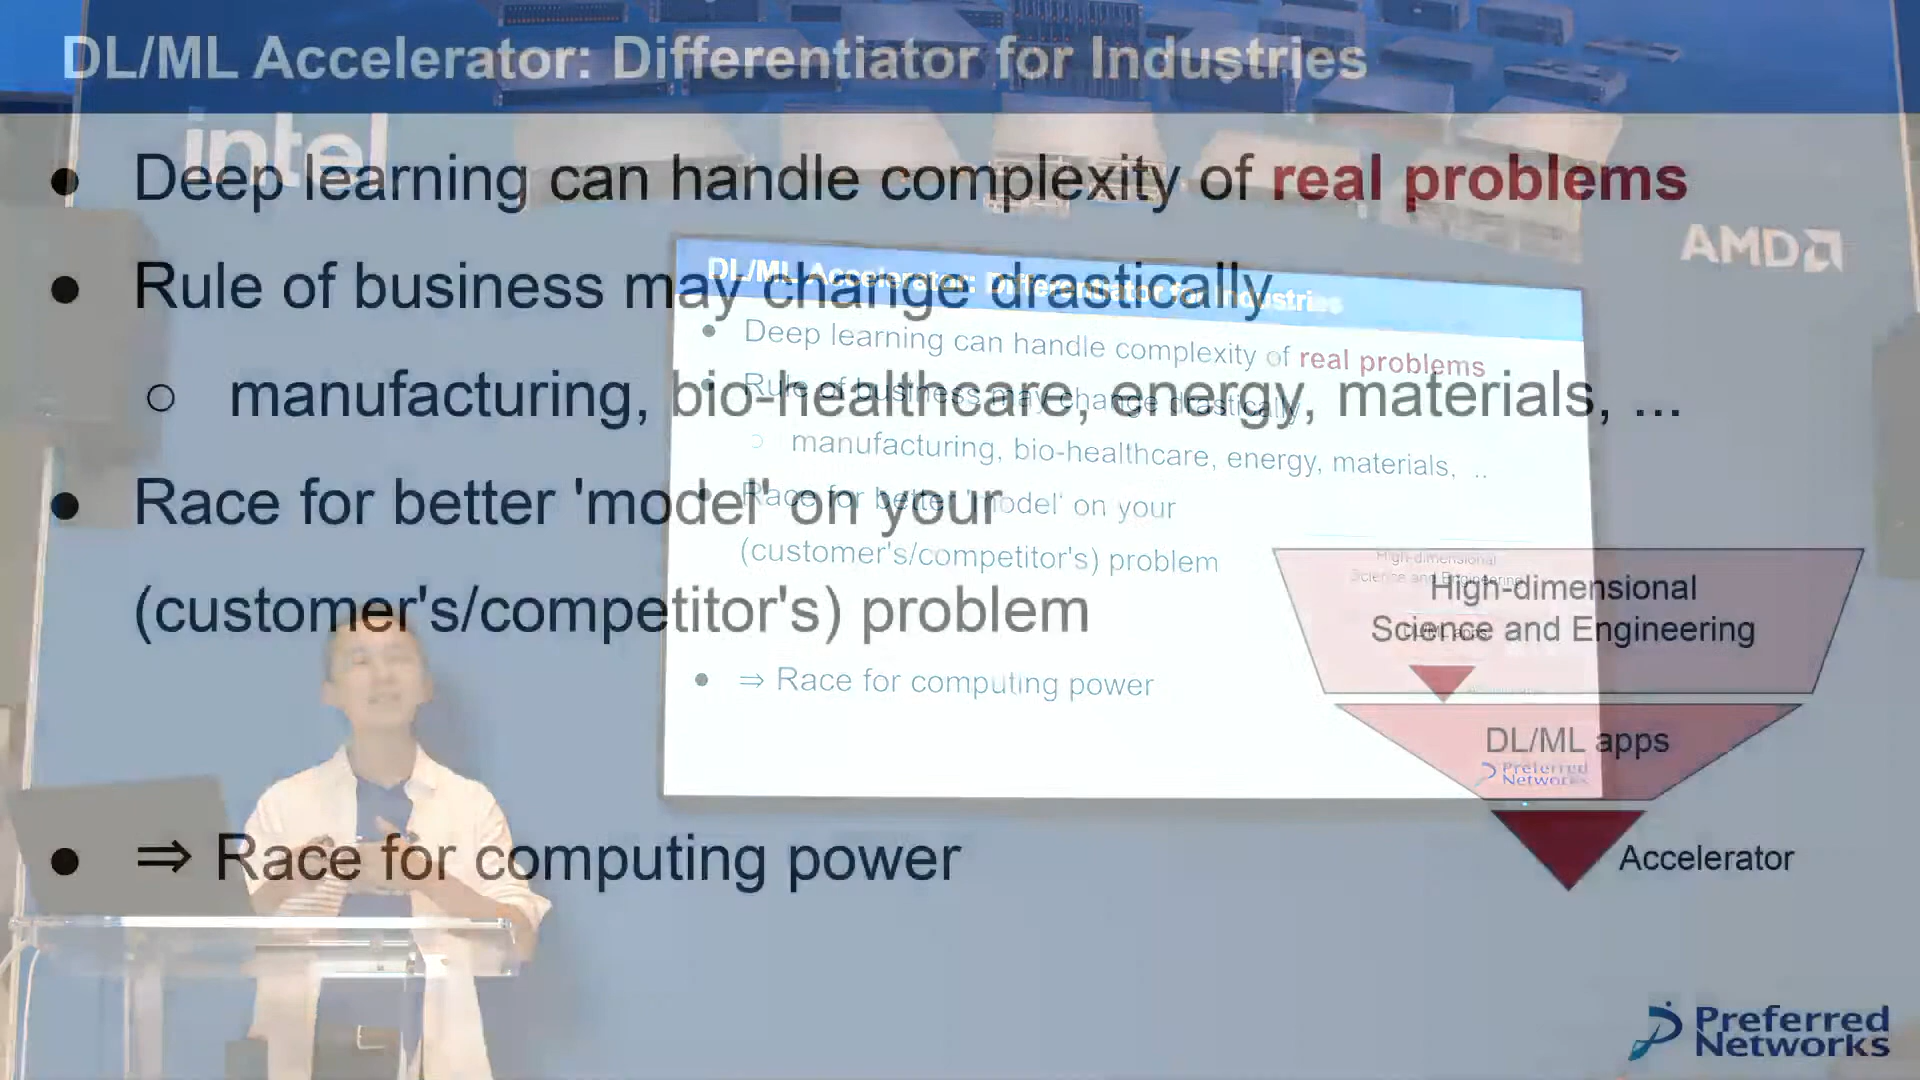 DL/ML Accelerator: Differentiator for Industries
intel
• Deep learning can handle complexity of real problems
AMD
• Rule of business may change drastically
○ manufacturing, bio-healthcare, energy, materials, ...
• Race for better 'model' on your
(customer's/competitor's) problem
• ⇒ Race for computing power
High-dimensional
Science and Engineering
DL/ML apps
Accelerator
Preferred
Networks
DL/ML Accelerator: Differentiator for Industries
• Deep learning can handle complexity of real problems
• Rule of business may change drastically
○ manufacturing, bio-healthcare, energy, materials, ..
• Race for better 'model' on your
(customer's/competitor's) problem
• ⇒ Race for computing power
High-dimensional
Science and Engineering
DL/ML apps
Preferred
Networks